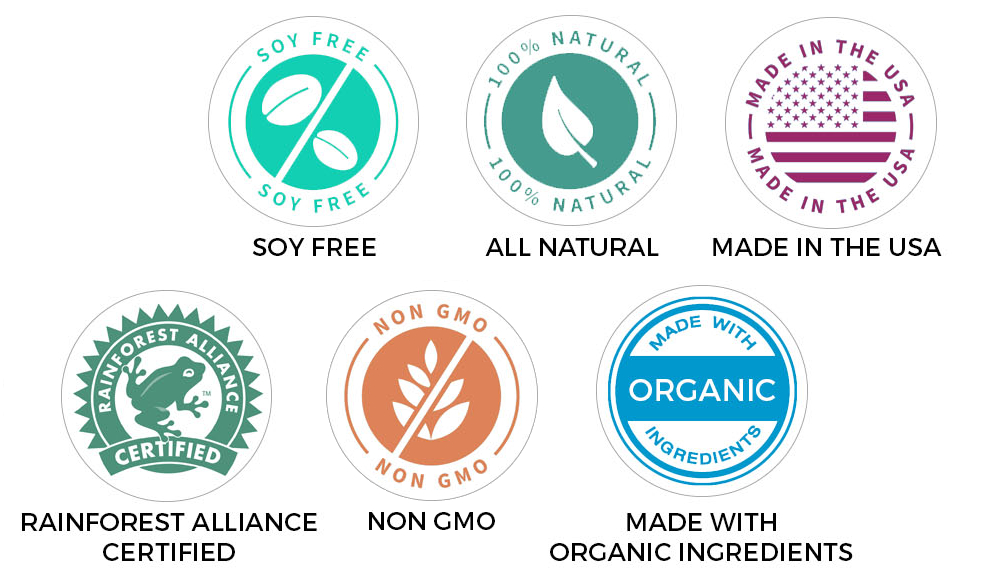 SOY FREE
SOY FREE
SOY FREE
100% NATURAL
100% NATURAL
ALL NATURAL
MADE IN THE USA
MADE IN THE USA
MADE IN THE USA
RAINFOREST ALLIANCE
TM
CERTIFIED
RAINFOREST ALLIANCE
CERTIFIED
NON GMO
NON GMO
NON GMO
MADE WITH
ORGANIC
INGREDIENTS
MADE WITH
ORGANIC INGREDIENTS